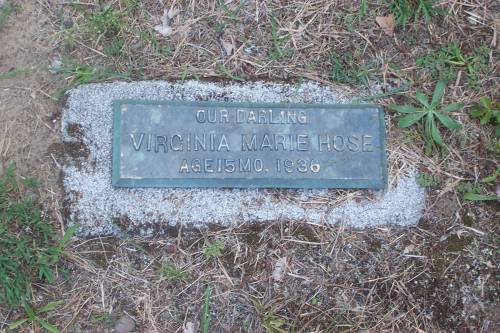 OUR DARLING
VIRGINIA MARIE HOSE
AGE 15 MO. 1936